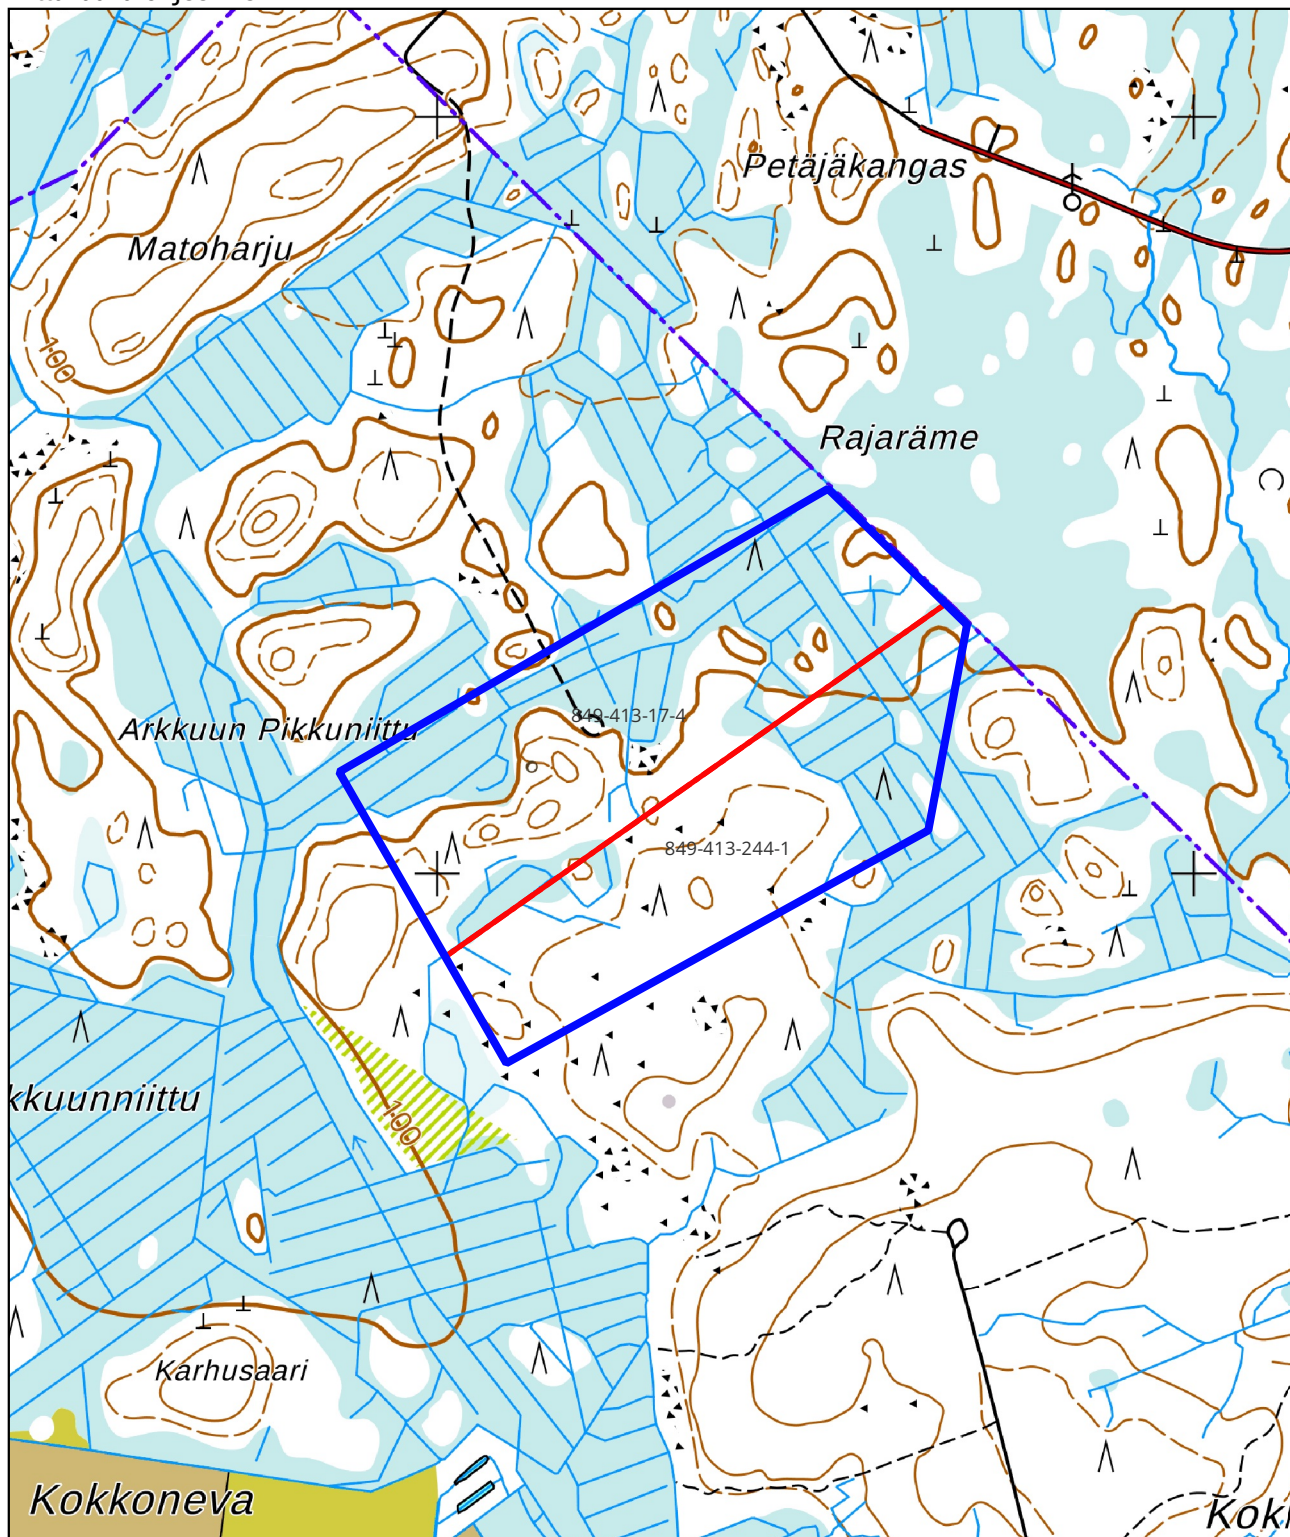 Petäjäkangas
Matoharju
100
Rajaräme
849-413-17-4
Arkkuun Pikkuniittu
849-413-244-1
kkuunniittu
100
Karhusaari
Kokkoneva
Kok